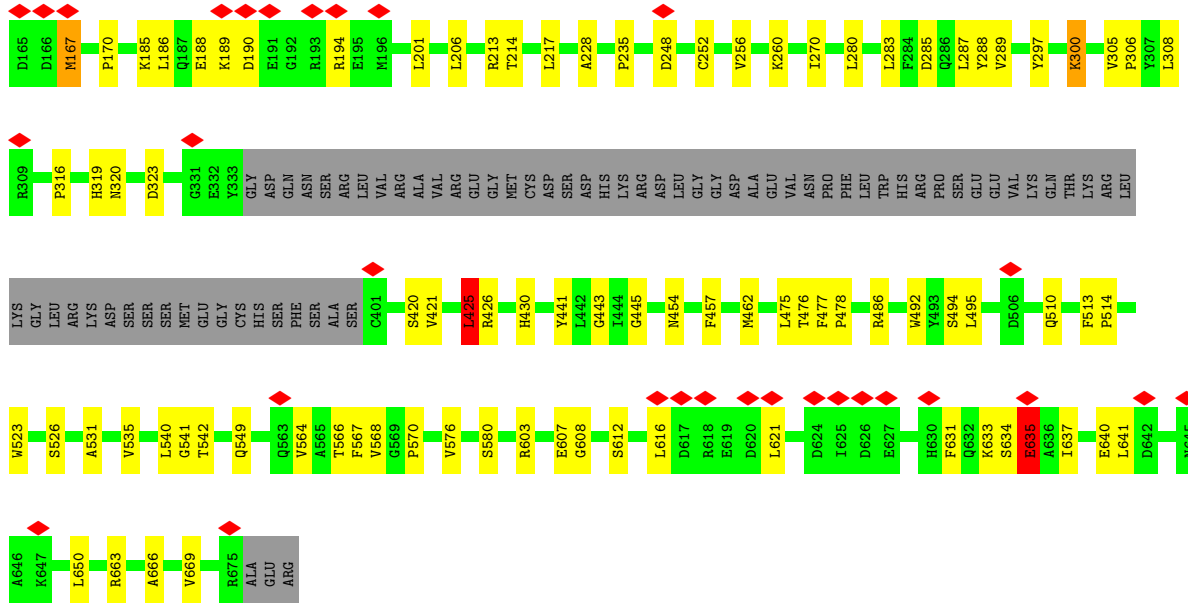 D165 D166 M167 P170 K185 L186 Q187 E188 K189 D190 E191 G192 R193 R194 E195 M196 L201 L206 R213 T214 L217 A228 P235 D248 C252 V256 K260 I270 L280 L283 F284 D285 Q286 L287 Y288 V289 Y297 K300 V305 P306 Y307 L308
R309 P316 H319 N320 D323 G331 E332 Y333 GLY ASP GLN ASN SER ARG LEU VAL ARG ALA VAL ARG GLU GLY MET CYS ASP SER ASP HIS LYS ARG ASP LEU GLY GLY ASP ALA GLU VAL ASN PRO PHE LEU TRP HIS ARG PRO SER GLU GLU VAL LYS GLN THR LYS ARG LEU
LYS GLY LEU ARG LYS ASP SER SER SER MET GLU GLY CYS HIS SER PHE SER ALA SER C401 S420 V421 L425 R426 H430 Y441 L442 G443 I444 G445 N454 F457 M462 L475 T476 F477 P478 R486 W492 Y493 S494 L495 D506 Q510 F513 P514
W523 S526 A531 V535 L540 G541 T542 Q549 Q563 V564 A565 T566 F567 V568 G569 P570 V576 S580 R603 E607 G608 S612 L616 D617 R618 E619 D620 L621 D624 I625 D626 E627 H630 F631 Q632 K633 S634 E635 A636 I637 E640 L641 D642
A646 K647 L650 R663 A666 V669 R675 ALA GLU ARG